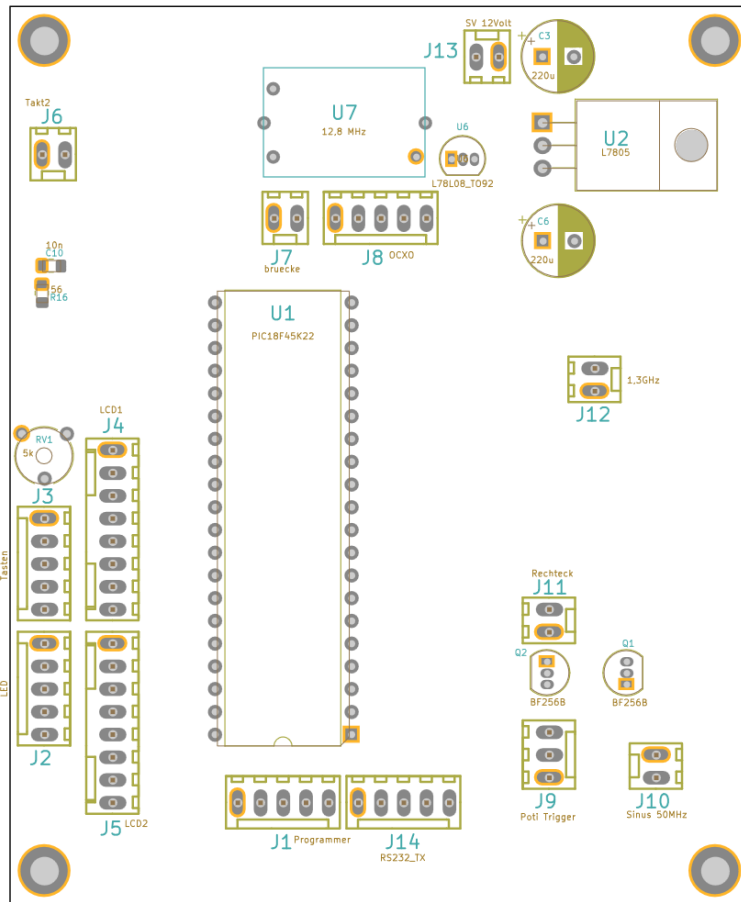 SV 12Volt
J13
C3
220u
Takt2
J6
U7
12,8 MHz
U6
L78L08_TO92
U2
L7805
C6
220u
J7
bruecke
J8
OCXO
10n
C10
56
R16
U1
PIC18F45K22
1,3GHz
J12
LCD1
J4
RV1
5k
J3
Tasten
Rechteck
J11
Q2
BF256B
Q1
BF256B
LED
J2
J5
LCD2
J1
Programmer
J14
RS232_TX
J9
Poti Trigger
J10
Sinus 50MHz